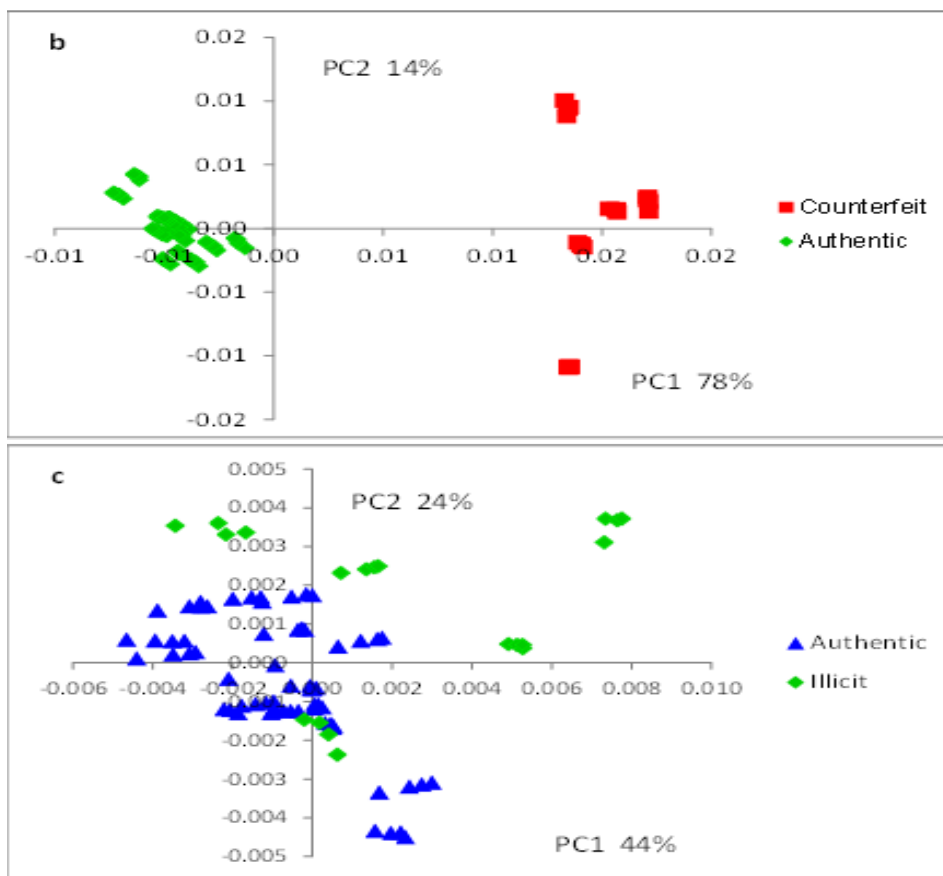 b
0.02
PC2 14%
0.01
0.01
Counterfeit
0.00
Authentic
-0.01 -0.01 0.00 0.01 0.01 0.02 0.02
-0.01
-0.01
PC1 78%
-0.02
c
0.005
PC2 24%
0.004
0.003
0.002
0.001
Authentic
0.000
Illicit
-0.006 -0.004 -0.002 0.000 0.002 0.004 0.006 0.008 0.010
-0.001
-0.002
-0.003
-0.004
PC1 44%
-0.005